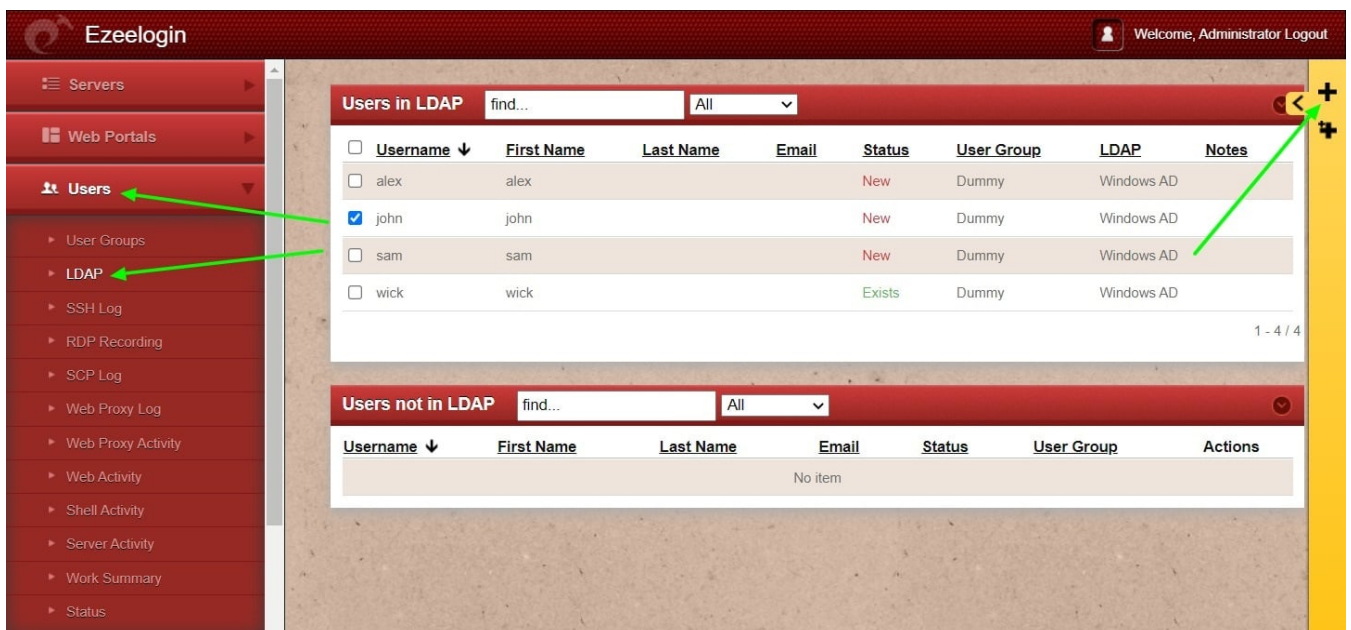 Ezeelogin
Welcome, Administrator Logout
Servers
Web Portals
Users
User Groups
LDAP
SSH Log
RDP Recording
SCP Log
Web Proxy Log
Web Proxy Activity
Web Activity
Shell Activity
Server Activity
Work Summary
Status
Users in LDAP find... All
Username First Name Last Name Email Status User Group LDAP Notes
alex alex New Dummy Windows AD
john john New Dummy Windows AD
sam sam New Dummy Windows AD
wick wick Exists Dummy Windows AD
1 - 4 / 4
Users not in LDAP find... All
Username First Name Last Name Email Status User Group Actions
No item